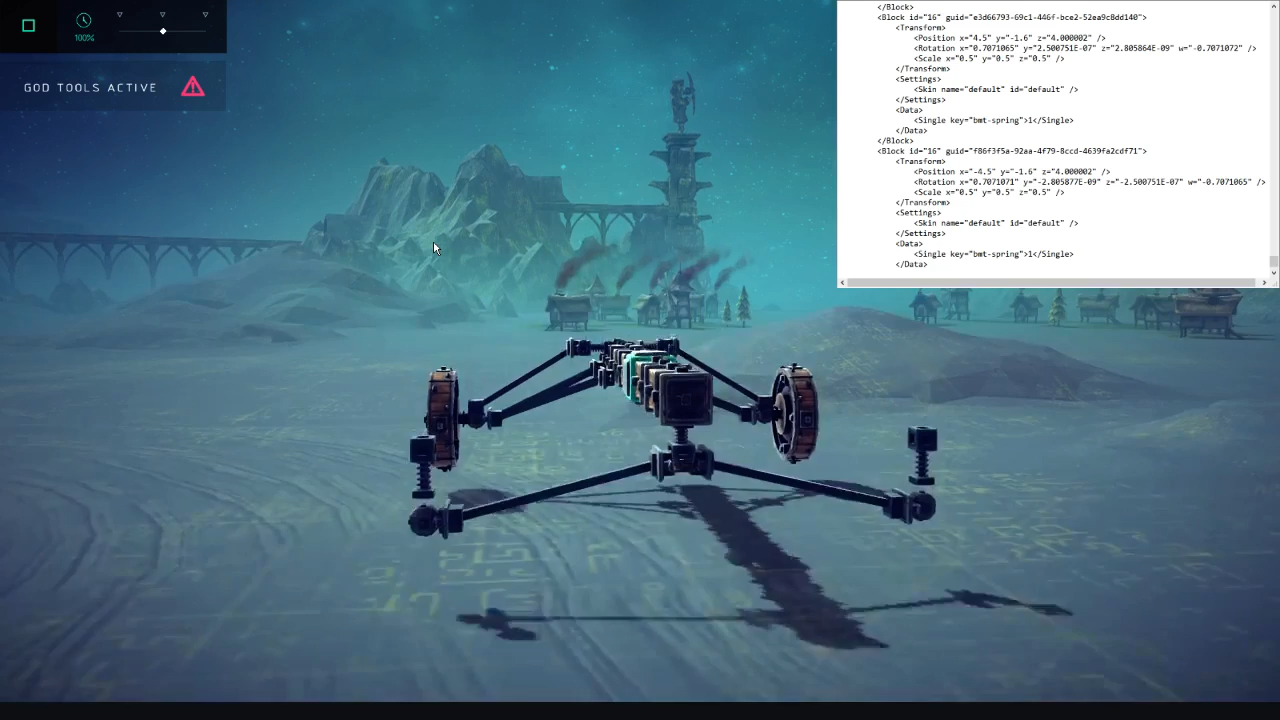 100%
GOD TOOLS ACTIVE
</Block>
<Block id="16" guid="e3d66793-69c1-446f-bce2-52ea9c8dd140">
<Transform>
<Position x="4.5" y="-1.6" z="4.000002" />
<Rotation x="0.7071065" y="2.500751E-07" z="2.805864E-09" w="-0.7071072" />
<Scale x="0.5" y="0.5" z="0.5" />
</Transform>
<Settings>
<Skin name="default" id="default" />
</Settings>
<Data>
<Single key="bmt-spring">1</Single>
</Data>
</Block>
<Block id="16" guid="f86f3f5a-92aa-4f79-8ccd-4639fa2cdf71">
<Transform>
<Position x="-4.5" y="-1.6" z="4.000002" />
<Rotation x="0.7071071" y="-2.805877E-09" z="-2.500751E-07" w="-0.7071065" />
<Scale x="0.5" y="0.5" z="0.5" />
</Transform>
<Settings>
<Skin name="default" id="default" />
</Settings>
<Data>
<Single key="bmt-spring">1</Single>
</Data>